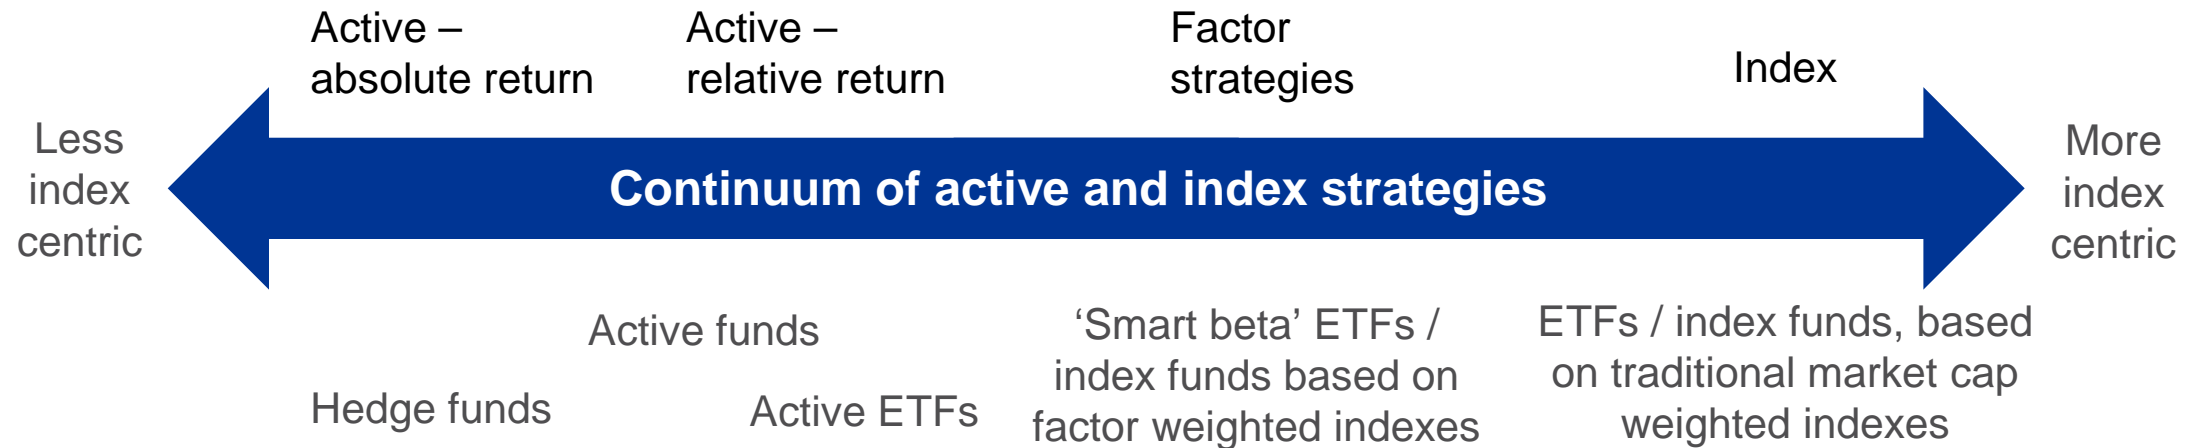 Active –
absolute return
Active –
relative return
Factor
strategies
Index
Less
index
centric
Continuum of active and index strategies
More
index
centric
Active funds
Hedge funds
Active ETFs
‘Smart beta’ ETFs /
index funds based on
factor weighted indexes
ETFs / index funds, based
on traditional market cap
weighted indexes